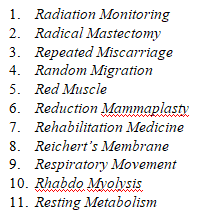 1. Radiation Monitoring
2. Radical Mastectomy
3. Repeated Miscarriage
4. Random Migration
5. Red Muscle
6. Reduction Mammaplasty
7. Rehabilitation Medicine
8. Reichert's Membrane
9. Respiratory Movement
10. Rhabdo Myolysis
11. Resting Metabolism